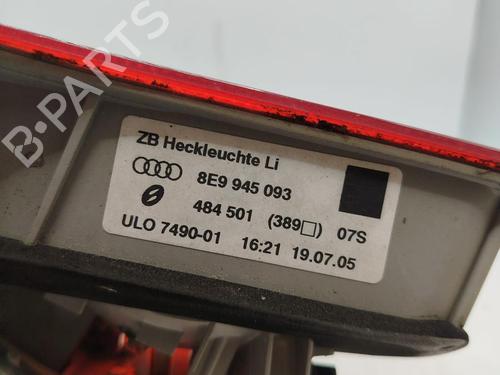 B-PARTS
ZB Heckleuchte Li
8E9 945 093
484 501 (389□) 07S
ULO 7490-01 16:21 19.07.05